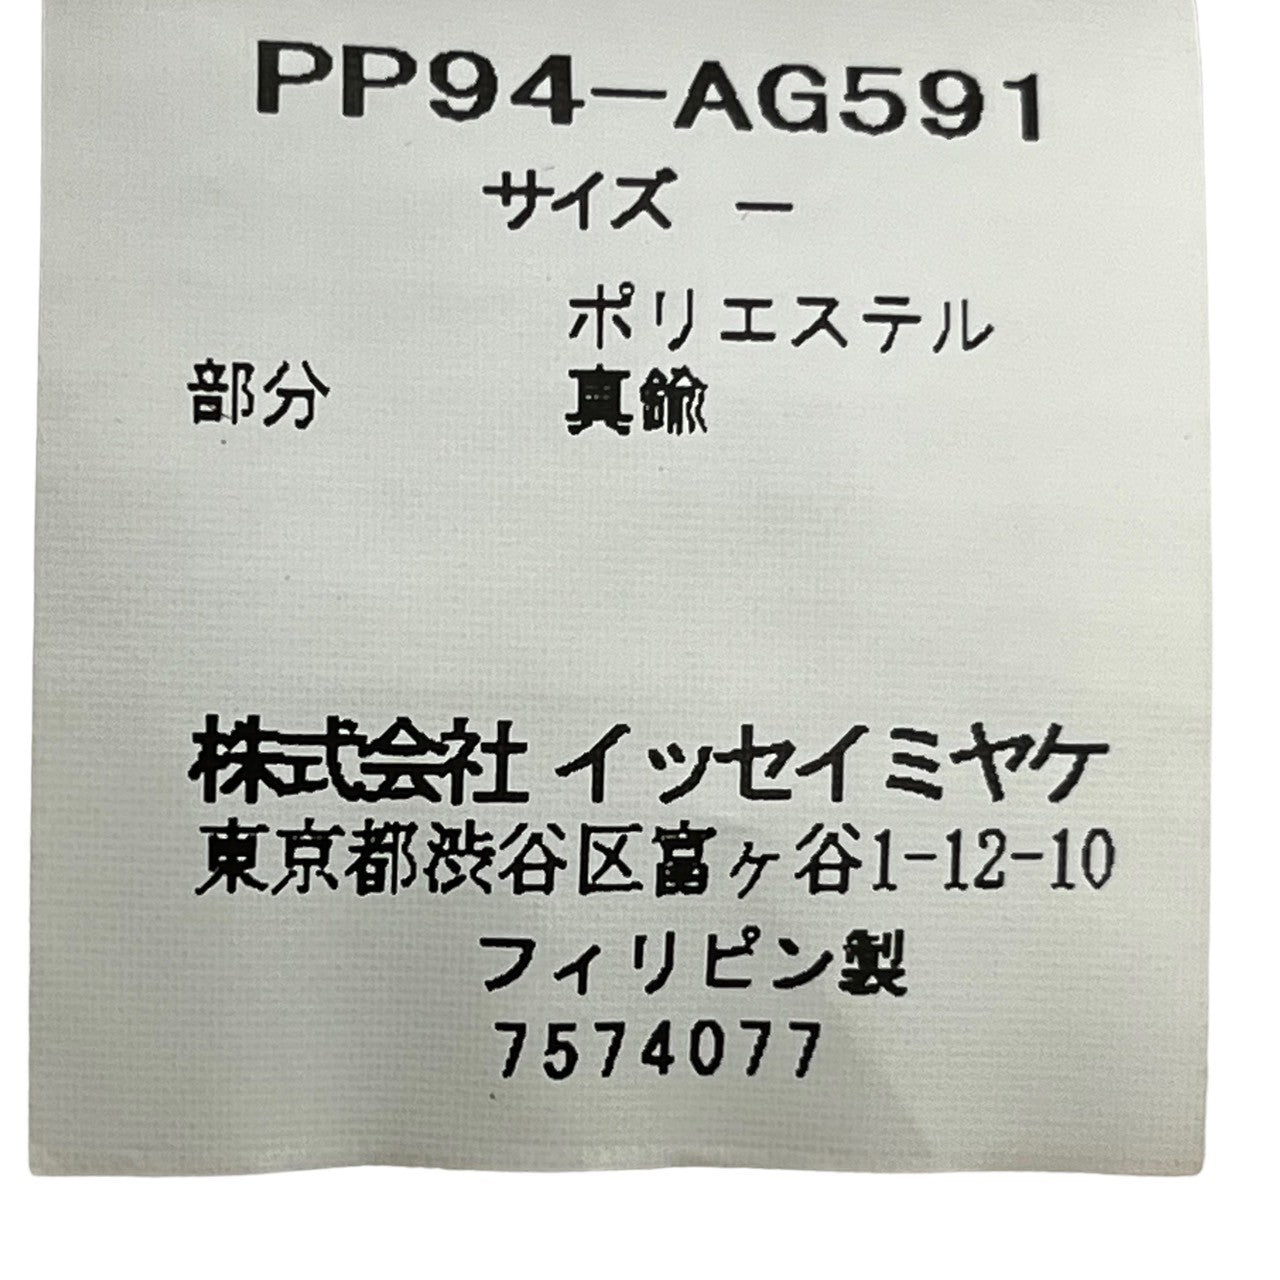 PP94-AG591
サイズ －
ポリエステル
部分 真鍮
株式会社 イッセイミヤケ
東京都渋谷区富ヶ谷1-12-10
フィリピン製
7574077